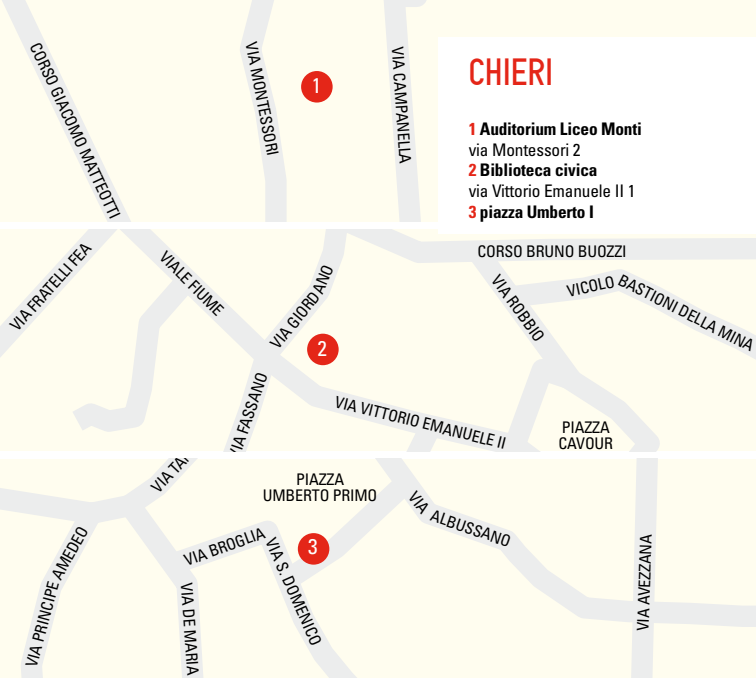 CORSO GIACOMO MATTEOTTI
VIA MONTESSORI
1
VIA CAMPANELLA
CHIERI
1 Auditorium Liceo Monti
via Montessori 2
2 Biblioteca civica
via Vittorio Emanuele II 1
3 piazza Umberto I
VIA FRATELLI FEA
VIALE FIUME
VIA GIORDANO
CORSO BRUNO BUOZZI
VIA ROBBIO
VICOLO BASTIONI DELLA MINA
2
VIA FASSANO
VIA VITTORIO EMANUELE II
PIAZZA
CAVOUR
VIA
PIAZZA
UMBERTO PRIMO
VIA ALBUSSANO
VIA PRINCIPE AMEDEO
VIA BROGLIA
VIA S. DOMENICO
3
VIA DE MARIA
VIA AVEZZANA